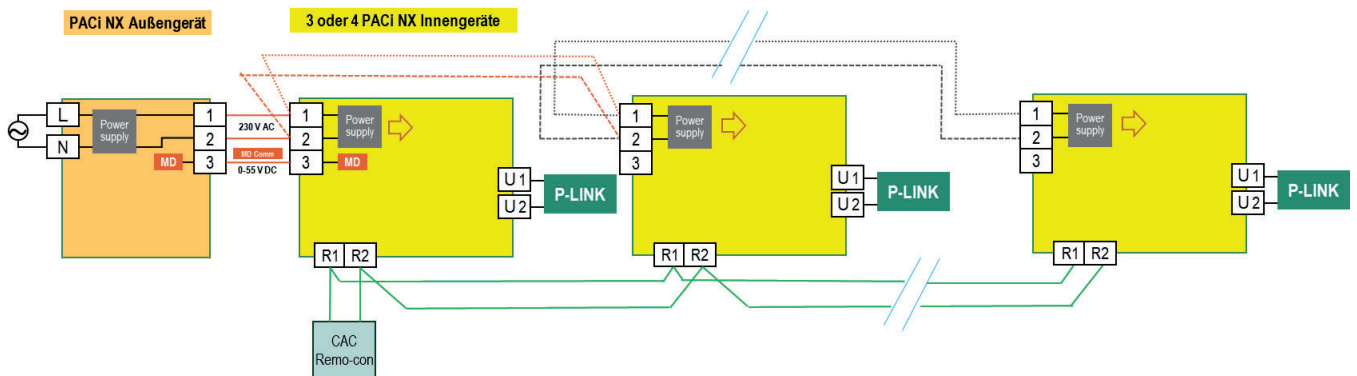 PACi NX Außengerät
3 oder 4 PACi NX Innengeräte
L
N
Power
supply
MD
1
2
3
230 V AC
MD Comm
0-55 V DC
1
2
3
Power
supply
MD
U1
U2
P-LINK
R1 R2
CAC
Remo-con
1
2
3
Power
supply
U1
U2
P-LINK
R1 R2
1
2
3
Power
supply
U1
U2
P-LINK
R1 R2